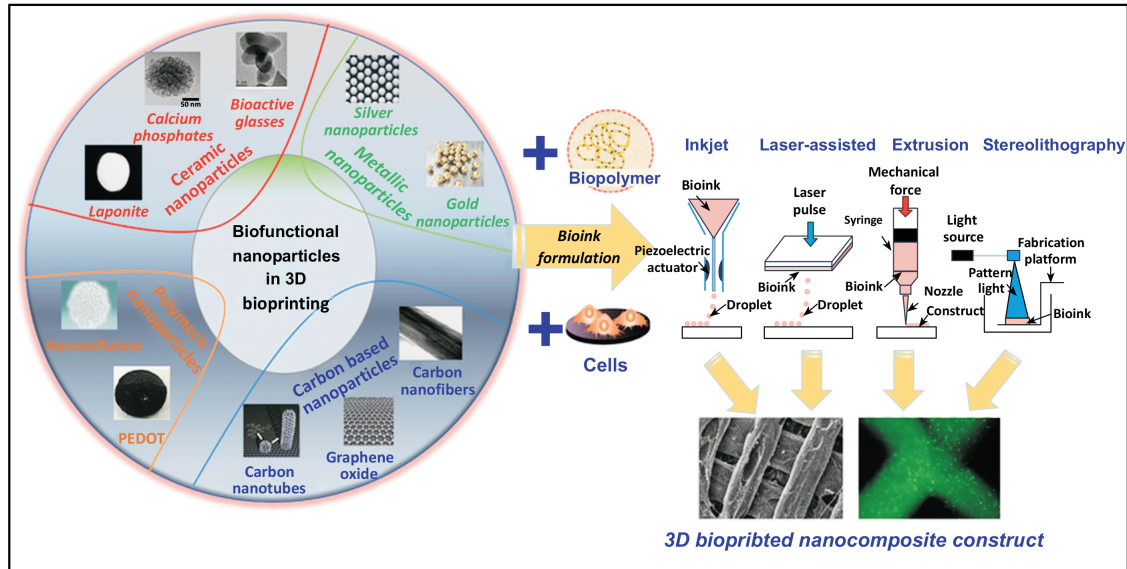 50 nm
Calcium
phosphates
Bioactive
glasses
Laponite
Ceramic
nanoparticles
Silver
nanoparticles
Metallic
nanoparticles
Gold
nanoparticles
Biofunctional
nanoparticles
in 3D
bioprinting
Polymeric
nanoparticles
Nanocellulose
PEDOT
Carbon based
nanoparticles
Carbon
nanofibers
Graphene
oxide
Carbon
nanotubes
+
Biopolymer
Bioink
formulation
+
Cells
Inkjet
Bioink
Piezoelectric
actuator
Droplet
Laser-assisted
Laser
pulse
Bioink
Droplet
Extrusion
Mechanical
force
Syringe
Bioink
Nozzle
Construct
Stereolithography
Light
source
Fabrication
platform
Pattern
light
Bioink
3D biopribted nanocomposite construct